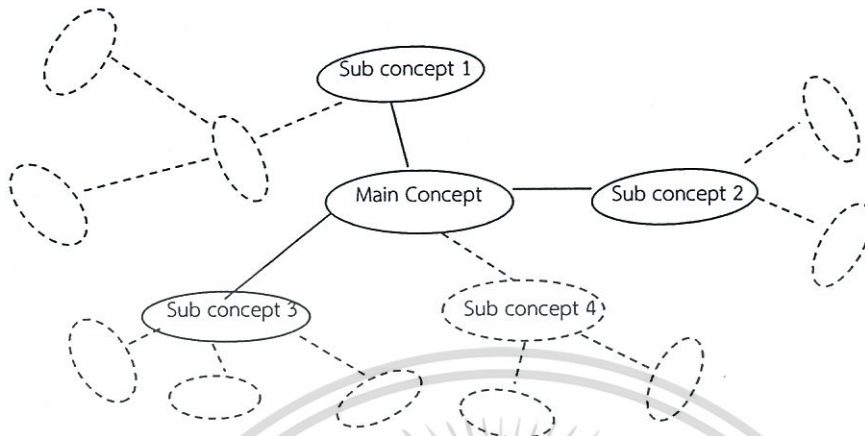 Sub concept 1
Main Concept
Sub concept 2
Sub concept 3
Sub concept 4